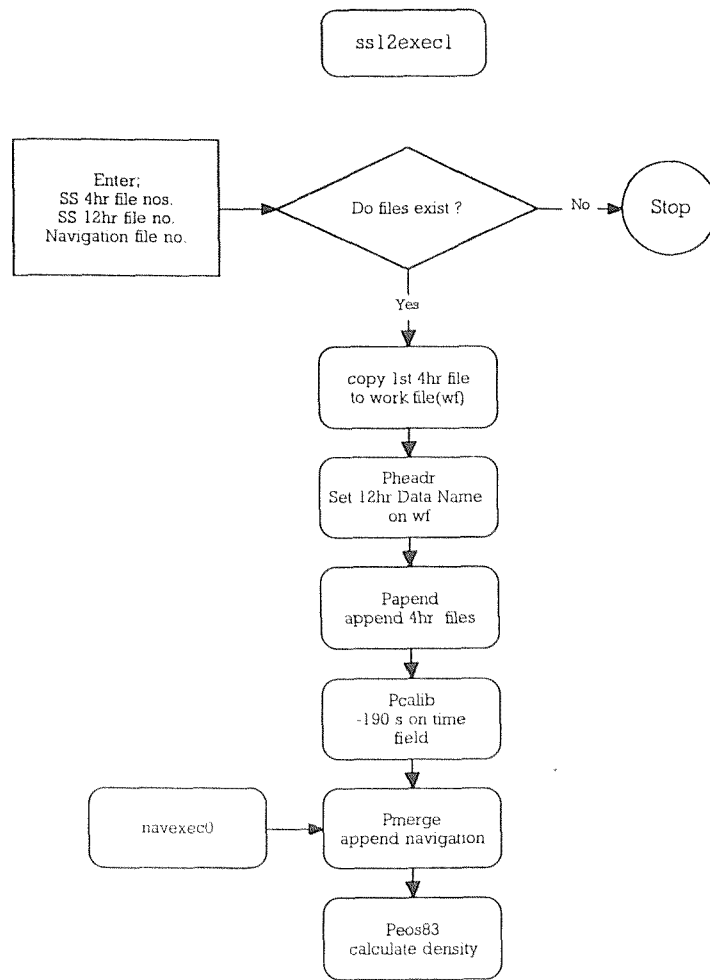 ss12exec1
Enter;
SS 4hr file nos.
SS 12hr file no.
Navigation file no.
Do files exist ?
No
Stop
Yes
copy 1st 4hr file
to work file(wf)
Pheadr
Set 12hr Data Name
on wf
Papend
append 4hr files
Pcalib
-190 s on time
field
navexec0
Pmerge
append navigation
Peos83
calculate density